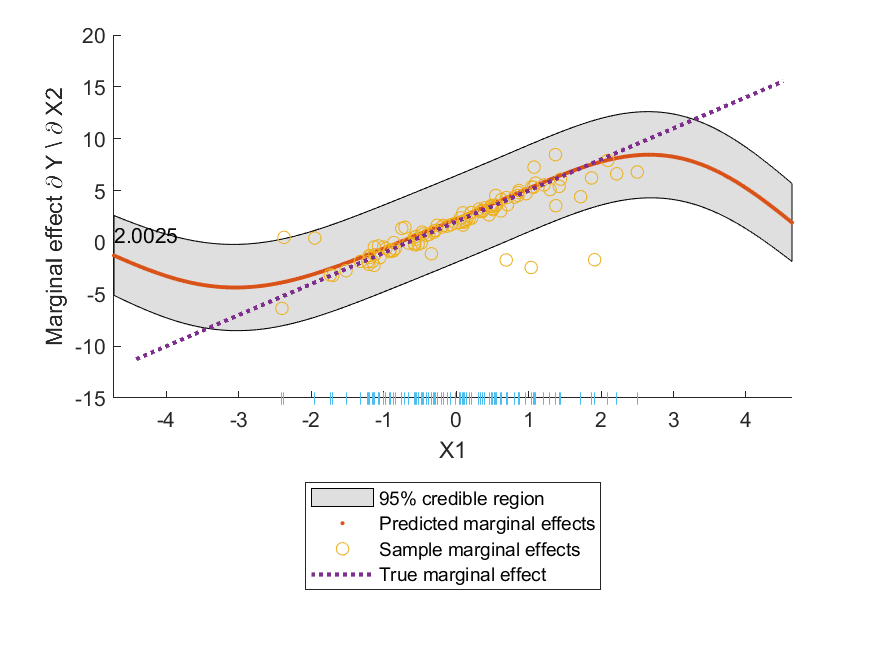 20
15
10
5
0
-5
-10
-15
Marginal effect ∂ Y \ ∂ X2
2.0025
-4 -3 -2 -1 0 1 2 3 4
X1
95% credible region
Predicted marginal effects
Sample marginal effects
True marginal effect